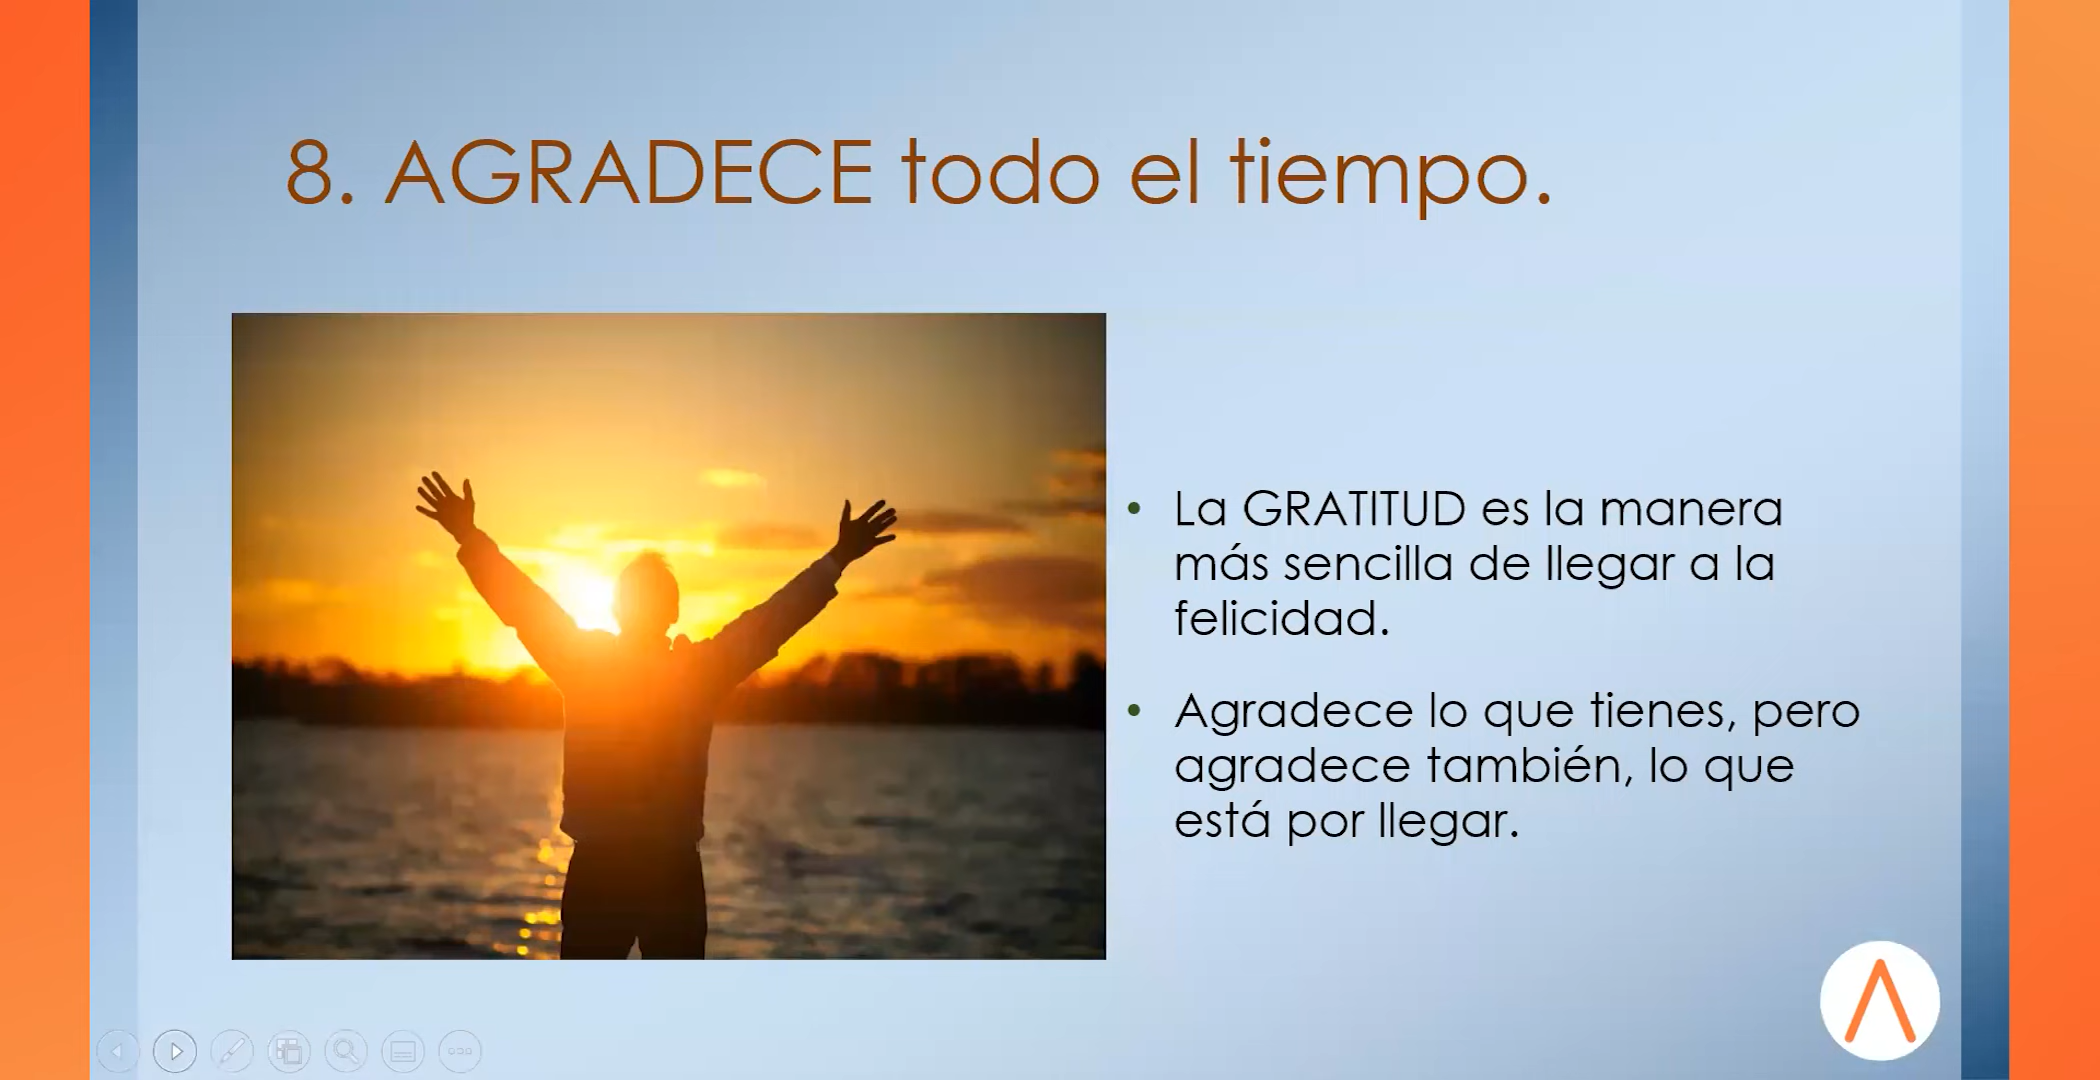 8. AGRADECE todo el tiempo.
• La GRATITUD es la manera
más sencilla de llegar a la
felicidad.
• Agradece lo que tienes, pero
agradece también, lo que
está por llegar.